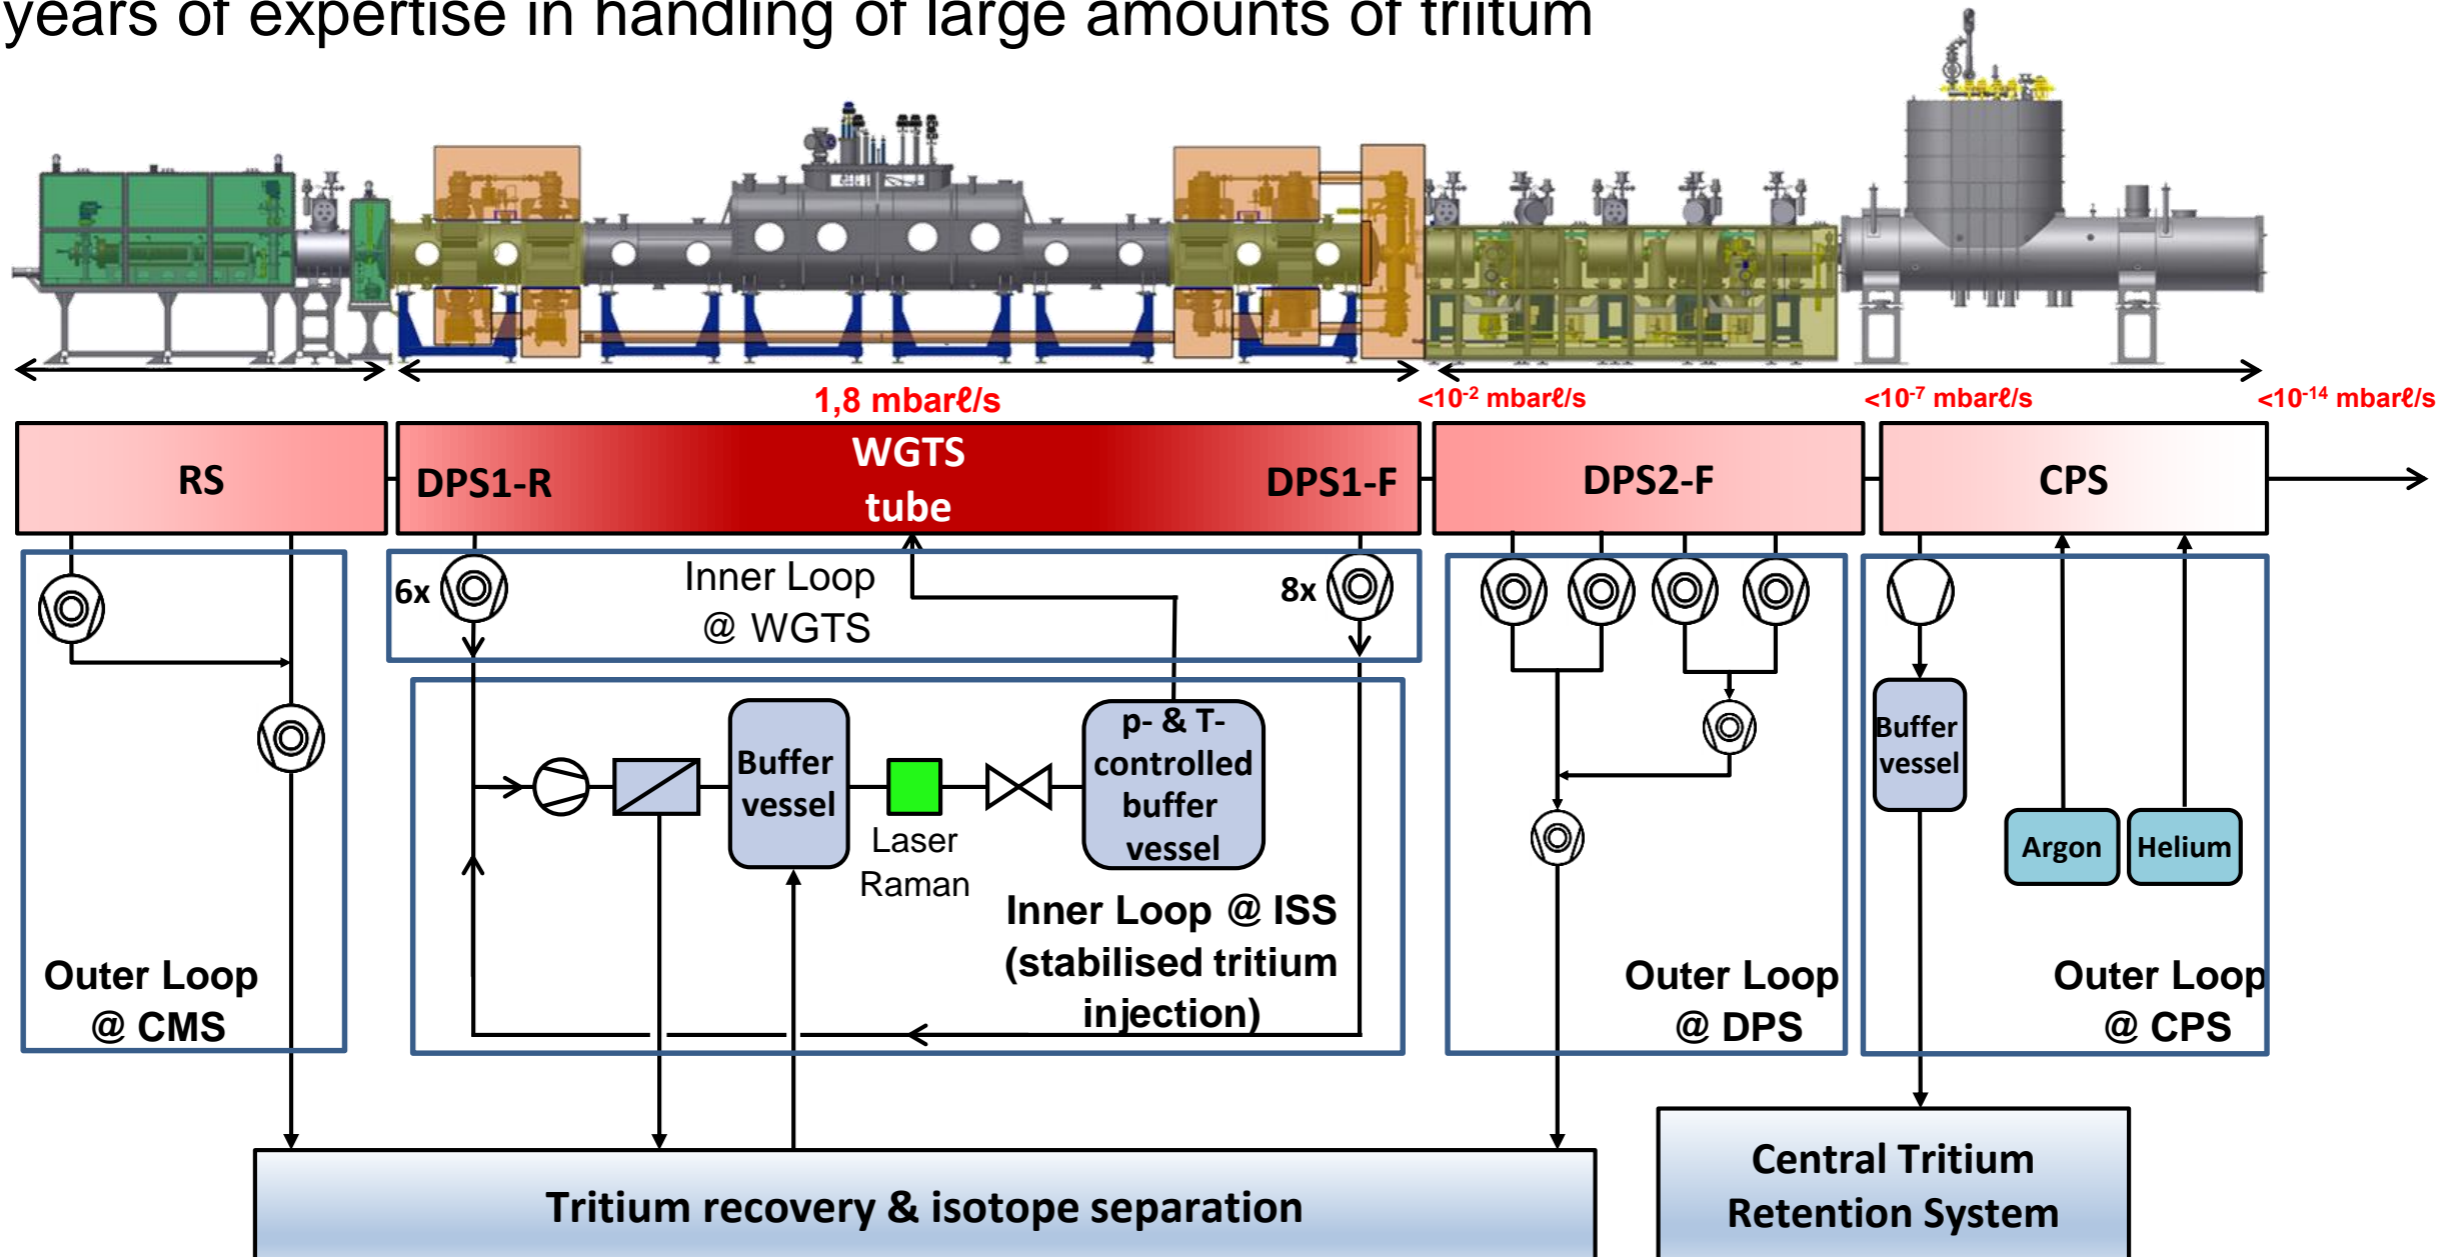 years of expertise in handling of large amounts of triitum
1,8 mbarℓ/s
<10⁻² mbarℓ/s
<10⁻⁷ mbarℓ/s
<10⁻¹⁴ mbarℓ/s
RS
DPS1-R
WGTS
tube
DPS1-F
DPS2-F
CPS
6x
Inner Loop
@ WGTS
8x
Buffer
vessel
Laser
Raman
p- & T-
controlled
buffer
vessel
Inner Loop @ ISS
(stabilised tritium
injection)
Buffer
vessel
Argon
Helium
Outer Loop
@ CMS
Outer Loop
@ DPS
Outer Loop
@ CPS
Tritium recovery & isotope separation
Central Tritium
Retention System